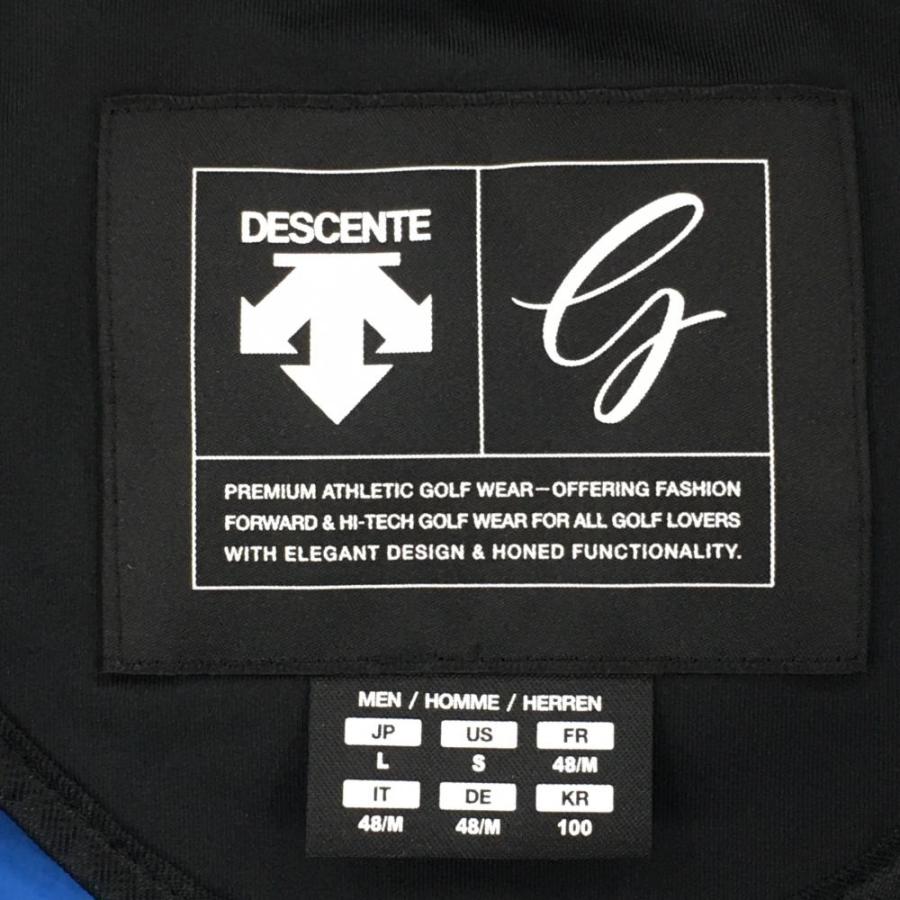 DESCENTE
G
PREMIUM ATHLETIC GOLF WEAR—OFFERING FASHION
FORWARD & HI-TECH GOLF WEAR FOR ALL GOLF LOVERS
WITH ELEGANT DESIGN & HONED FUNCTIONALITY.
MEN / HOMME / HERREN
JP US FR
L S 48/M
IT DE KR
48/M 48/M 100